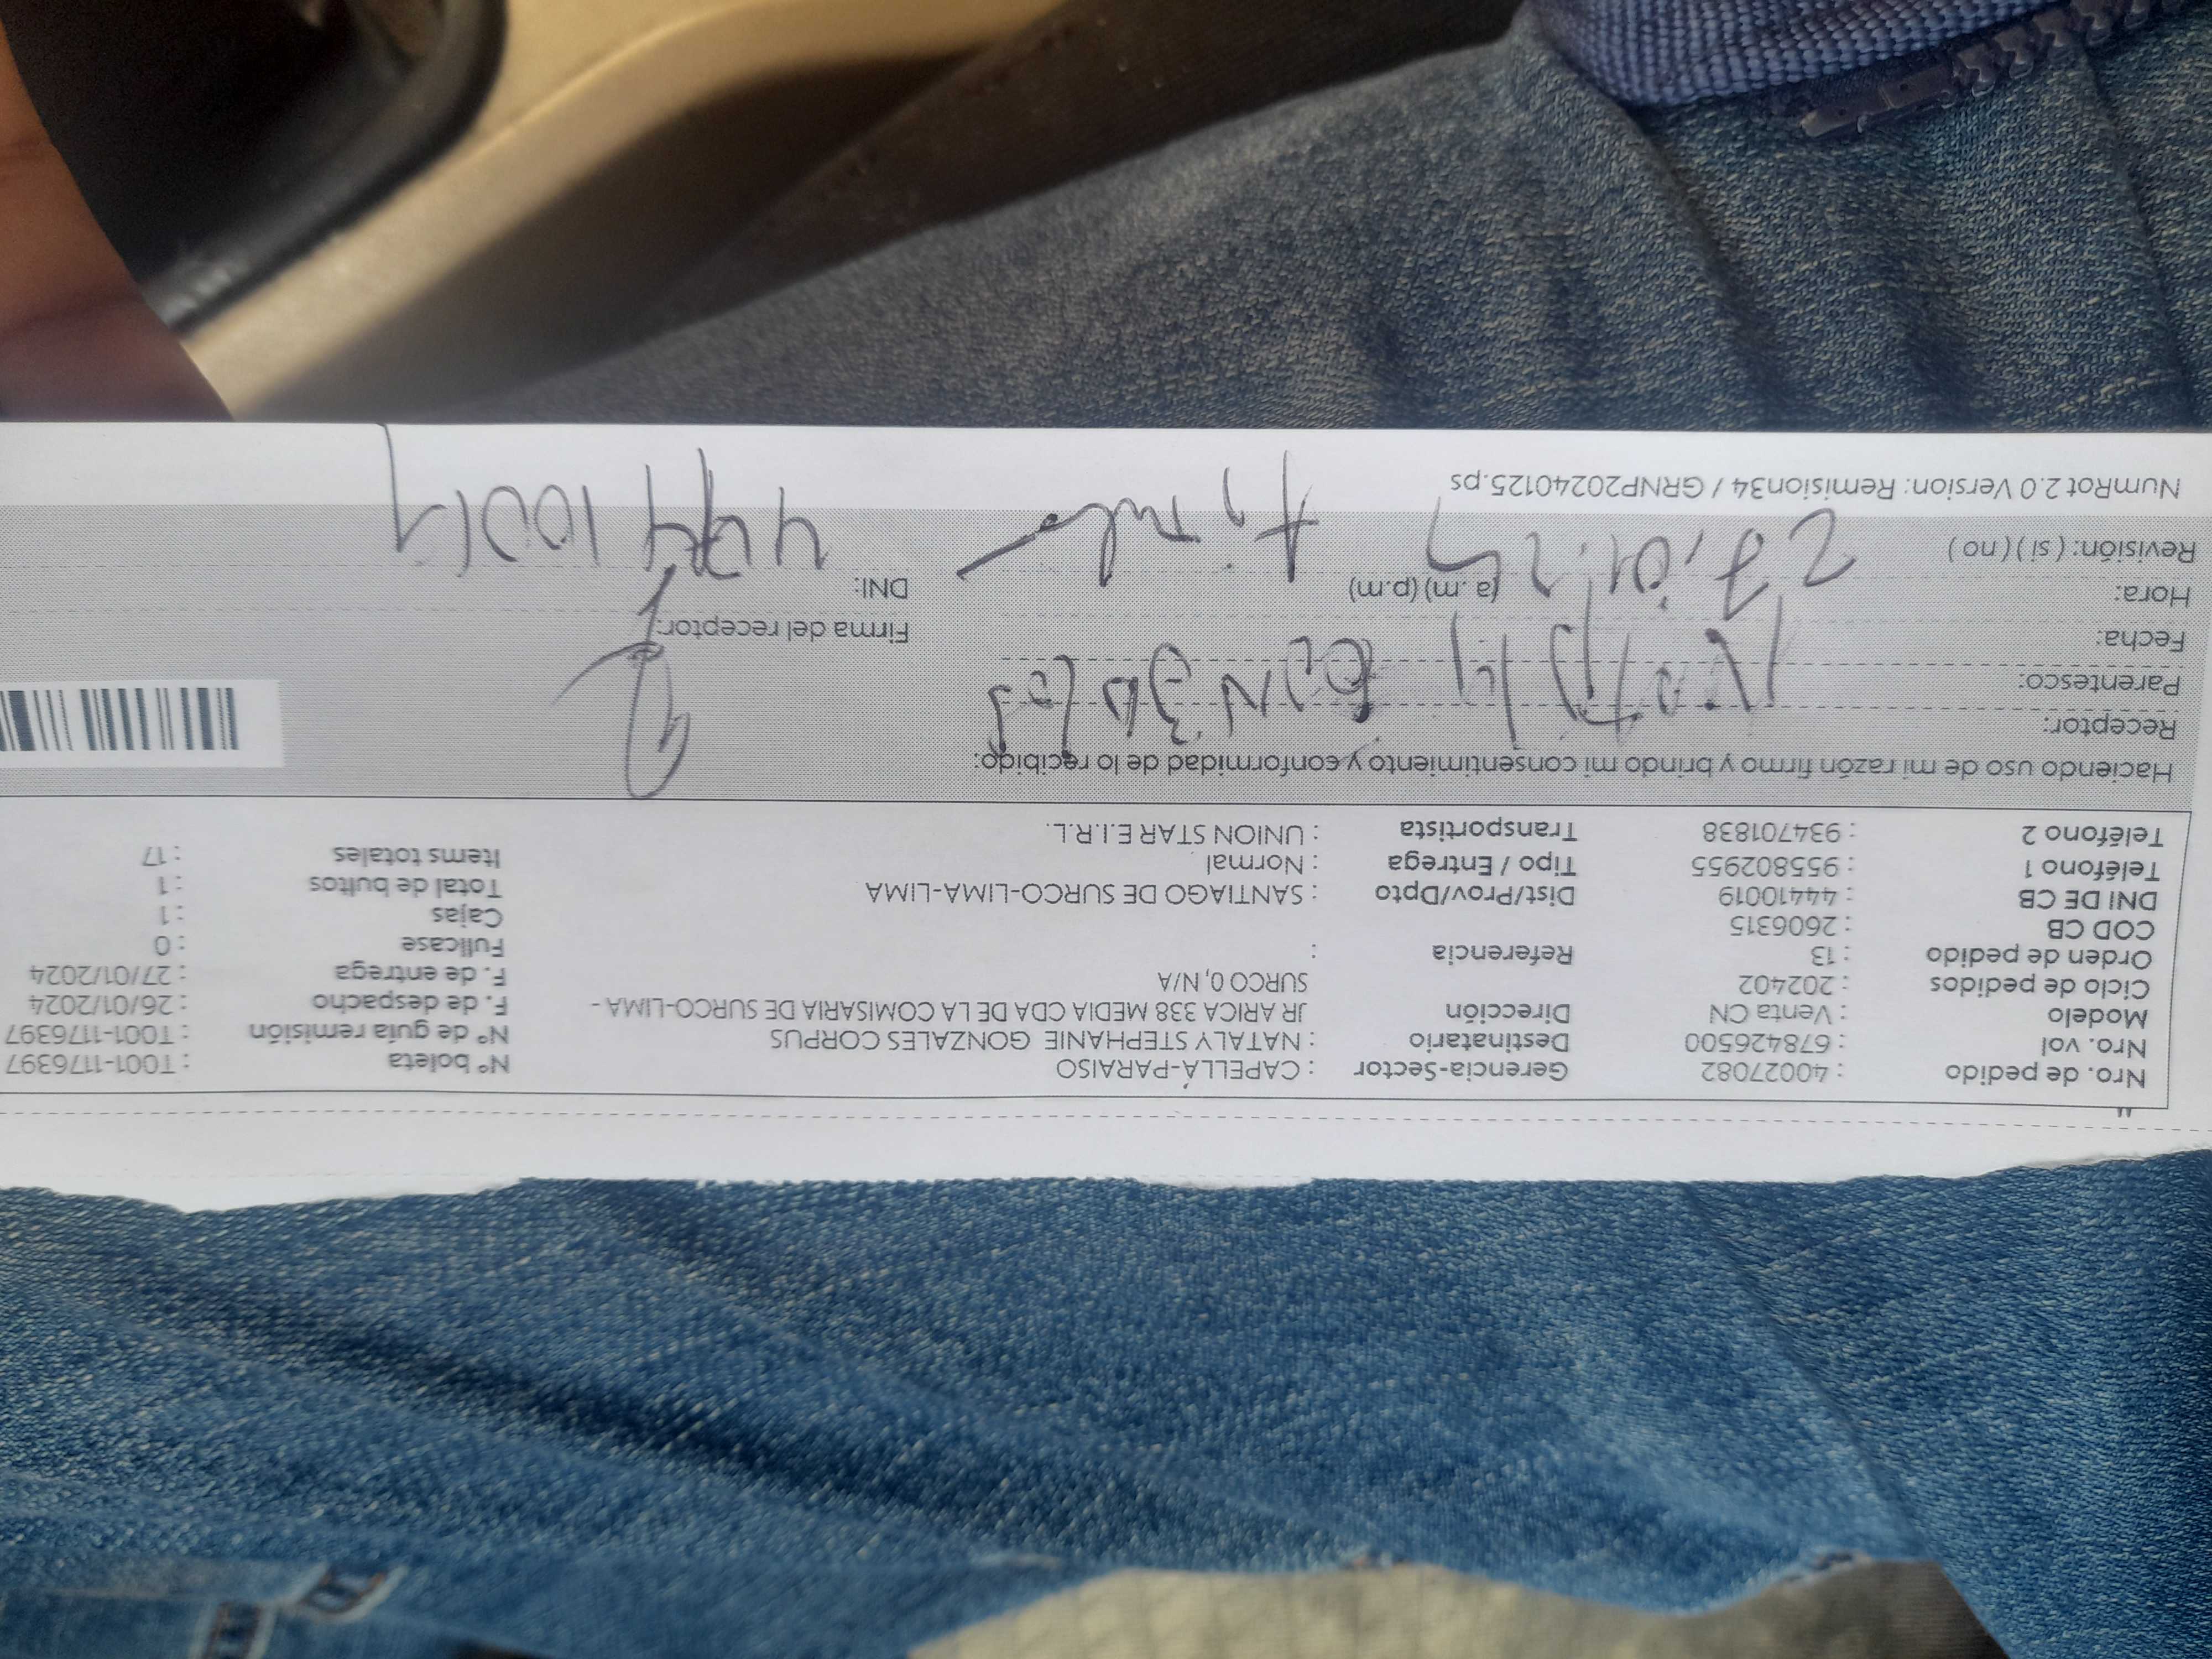 Nro. de pedido : 40027082 Gerencia-Sector : CAPELLA-PARAISO Nº boleta : T001-1176397
Nro. vol : 678426500 Destinatario : NATALY STEPHANIE GONZALES CORPUS Nº de guía remisión : T001-1176397
Modelo : Venta CN Dirección JR ARICA 338 MEDIA CDA DE LA COMISARIA DE SURCO-LIMA - F. de despacho : 26/01/2024
Ciclo de pedidos : 202402 SURCO 0, N/A F. de entrega : 27/01/2024
Orden de pedido : 13 Referencia : Fullcase : 0
COD CB : 2606315 Cajas : 1
DNI DE CB : 44410019 Dist/Prov/Dpto : SANTIAGO DE SURCO-LIMA-LIMA Total de bultos : 1
Teléfono 1 : 955802955 Tipo / Entrega : Normal Items totales : 17
Teléfono 2 : 934701838 Transportista : UNION STAR E.I.R.L.
Haciendo uso de mi razón firmo y brindo mi consentimiento y conformidad de lo recibido:
Receptor:
Parentesco:
Fecha: Firma del receptor:
Hora: (a.m) (p.m) DNI:
Revisión: ( si ) ( no )
NumRot 2.0 Version: Remision34 / GRNP20240125.ps